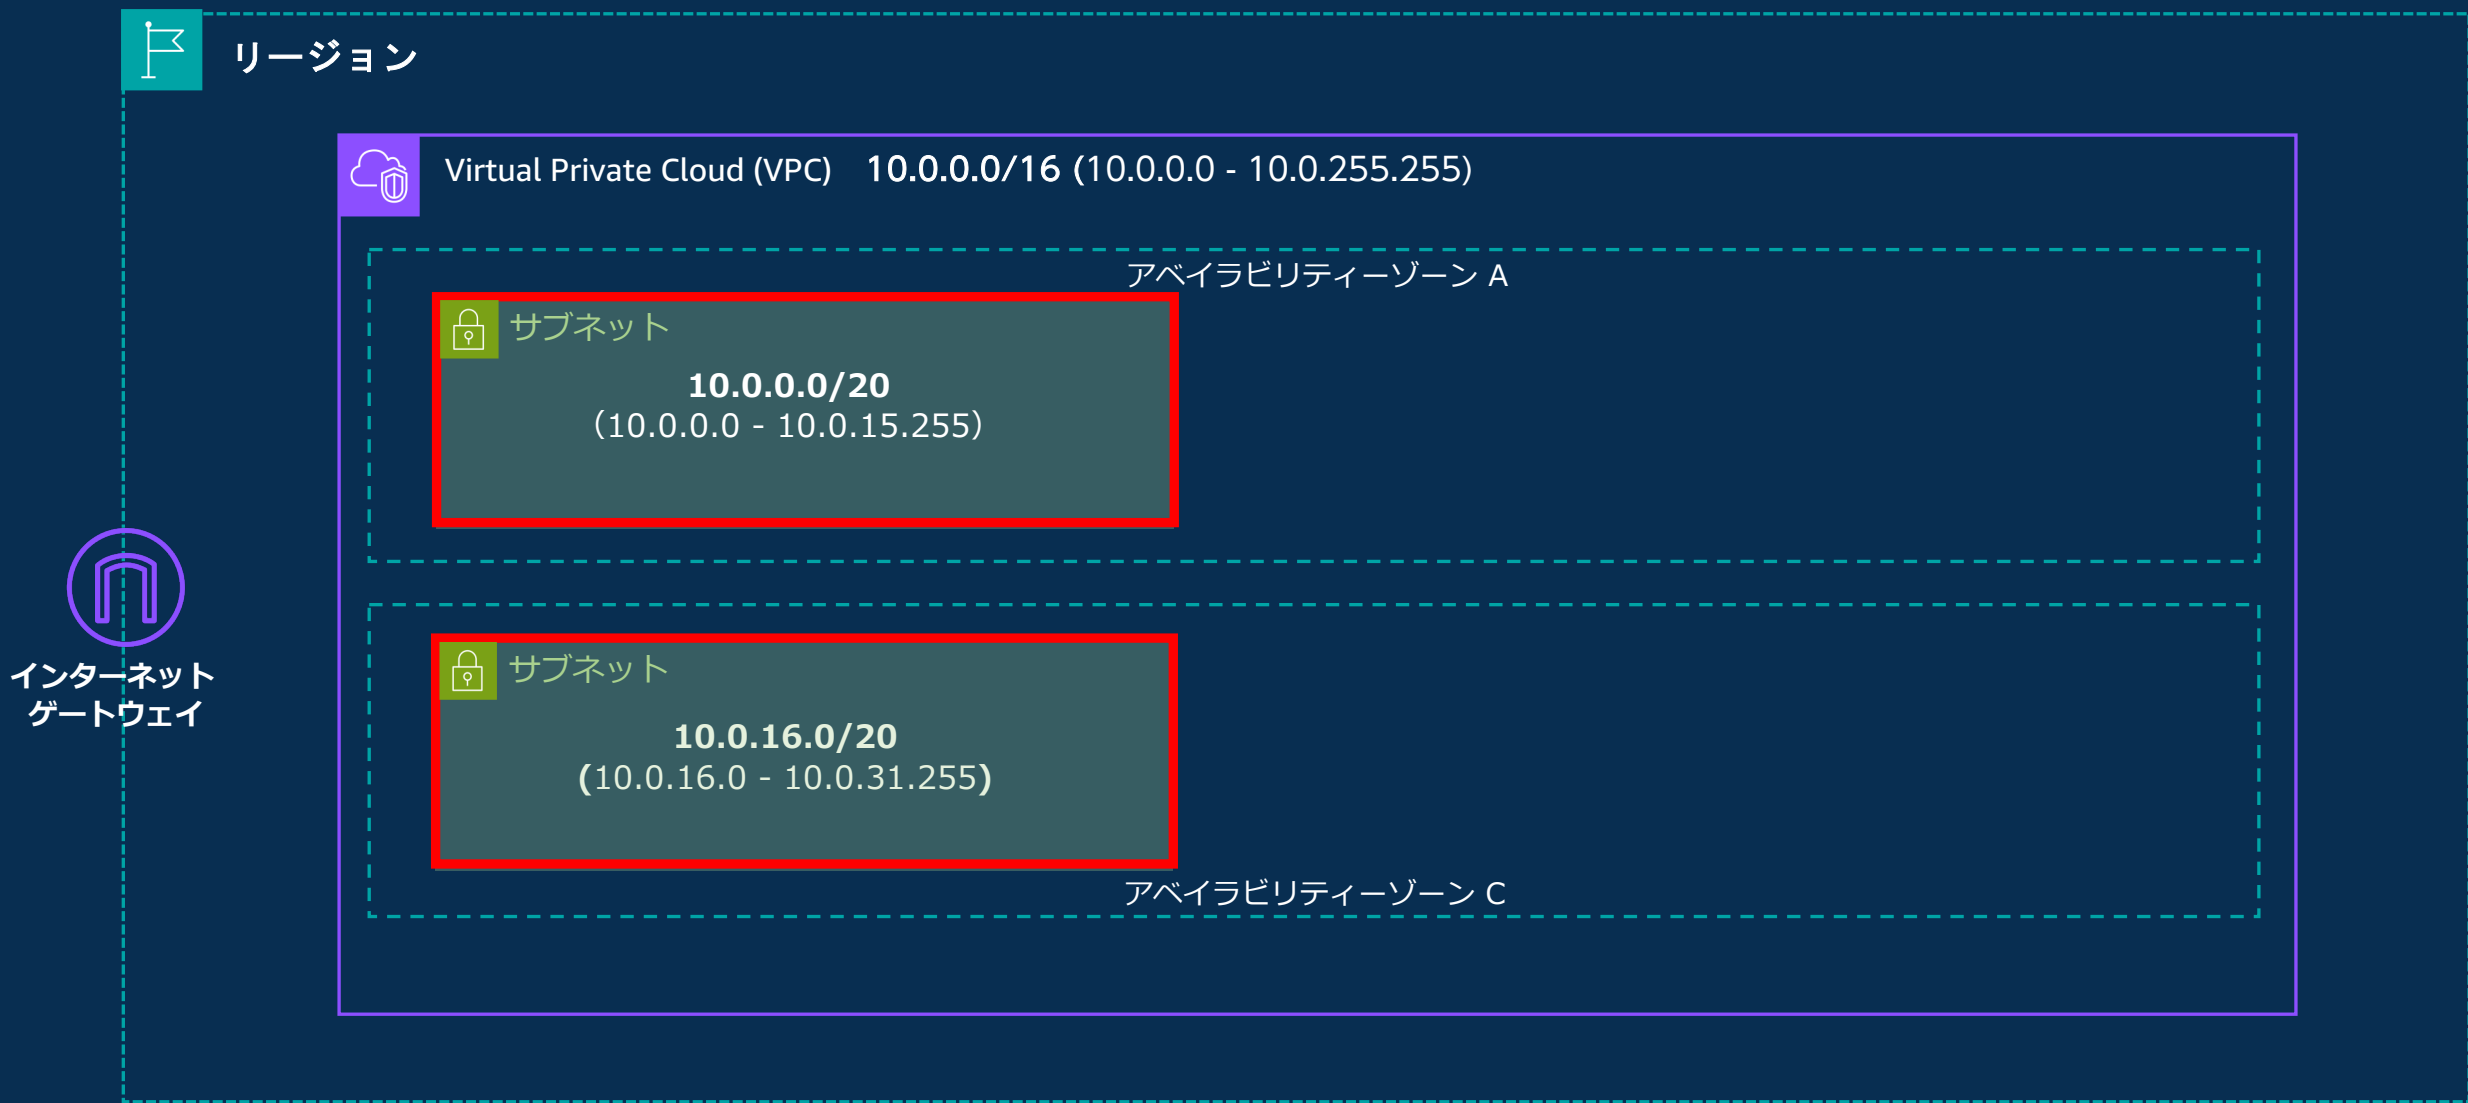 リージョン
Virtual Private Cloud (VPC) 10.0.0.0/16 (10.0.0.0 - 10.0.255.255)
アベイラビリティーゾーン A
サブネット
10.0.0.0/20
（10.0.0.0 - 10.0.15.255）
インターネット
ゲートウェイ
サブネット
10.0.16.0/20
(10.0.16.0 - 10.0.31.255)
アベイラビリティーゾーン C